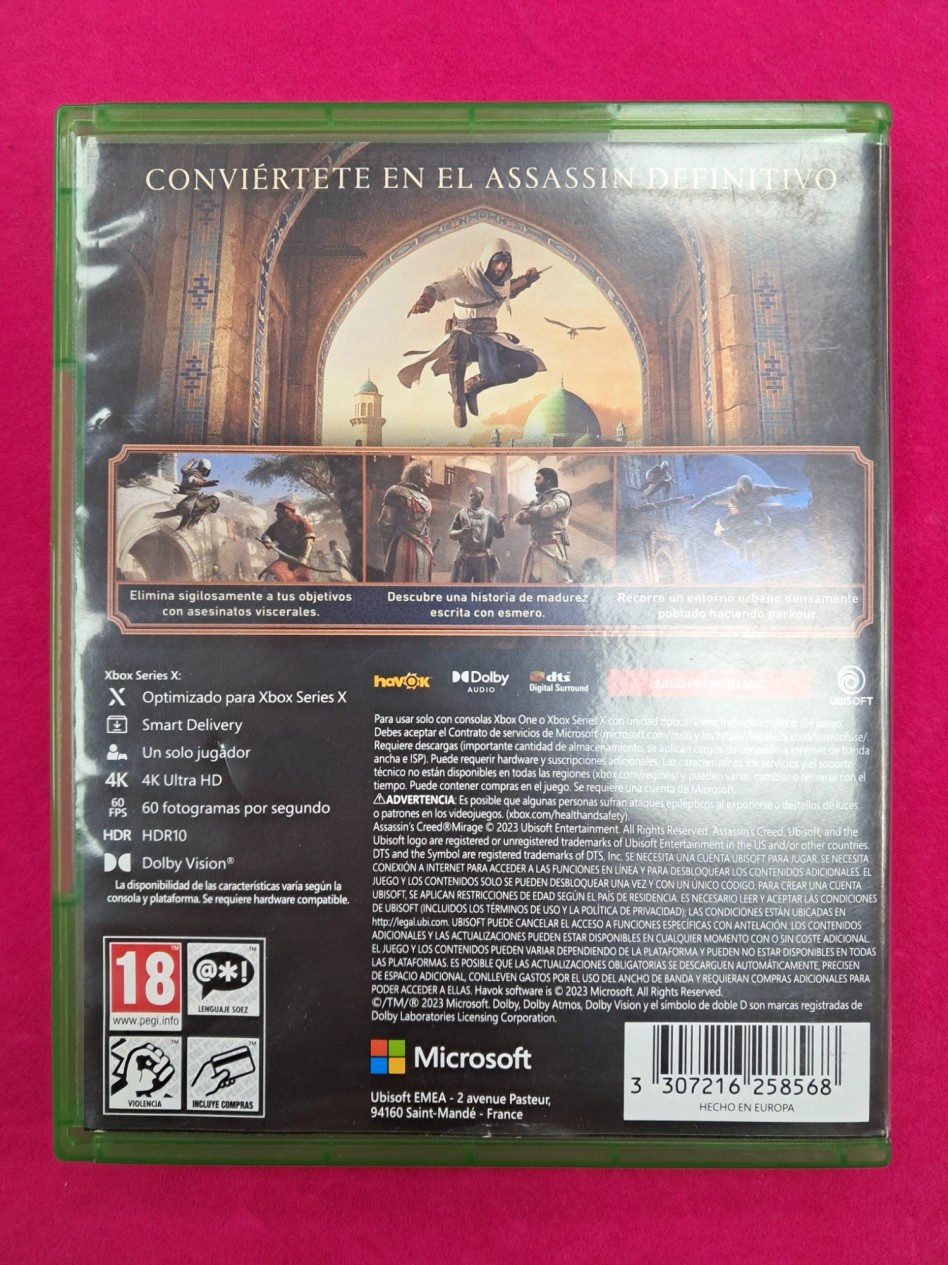 CONVIÉRTETE EN EL ASSASSIN DEFINITIVO
Elimina sigilosamente a tus objetivos
con asesinatos viscerales.
Descubre una historia de madurez
escrita con esmero.
Recorre un entorno urbano densamente
poblado haciendo parkour.
Xbox Series X:
Optimizado para Xbox Series X
Smart Delivery
Un solo jugador
4K 4K Ultra HD
60 FPS 60 fotogramas por segundo
HDR HDR10
Dolby Vision®
La disponibilidad de las características varía según la
consola y plataforma. Se requiere hardware compatible.
havok
Dolby
AUDIO
dts
Digital Surround
JUEGO EN CASTELLANO
UBISOFT
Para usar solo con consolas Xbox One o Xbox Series X con unidad óptica. Viene incluido un disco del juego.
Debes aceptar el Contrato de servicios de Microsoft (microsoft.com/msa) y los https://legal.ubi.com/termsofuse/.
Requiere descargas (importante cantidad de almacenamiento, se aplican cargos de conexión a Internet de banda
ancha e ISP). Puede requerir hardware y suscripciones adicionales. Las características, los servicios y el soporte
técnico no están disponibles en todas las regiones (xbox.com/regions) y pueden variar, cambiar o retirarse con el
tiempo. Puede contener compras en el juego. Se requiere una cuenta de Microsoft.
⚠ADVERTENCIA: Es posible que algunas personas sufran ataques epilépticos al exponerse a destellos de luces
o patrones en los videojuegos. (xbox.com/healthandsafety).
Assassin's Creed®Mirage © 2023 Ubisoft Entertainment. All Rights Reserved. Assassin's Creed, Ubisoft, and the
Ubisoft logo are registered or unregistered trademarks of Ubisoft Entertainment in the US and/or other countries.
DTS and the Symbol are registered trademarks of DTS, Inc. SE NECESITA UNA CUENTA UBISOFT PARA JUGAR. SE NECESITA
CONEXIÓN A INTERNET PARA ACCEDER A LAS FUNCIONES EN LÍNEA Y PARA DESBLOQUEAR LOS CONTENIDOS ADICIONALES. EL
JUEGO Y LOS CONTENIDOS SOLO SE PUEDEN DESBLOQUEAR UNA VEZ Y CON UN ÚNICO CÓDIGO. PARA CREAR UNA CUENTA
UBISOFT, SE APLICAN RESTRICCIONES DE EDAD SEGÚN EL PAÍS DE RESIDENCIA. ES NECESARIO LEER Y ACEPTAR LAS CONDICIONES
DE UBISOFT (INCLUIDOS LOS TÉRMINOS DE USO Y LA POLÍTICA DE PRIVACIDAD); LAS CONDICIONES ESTÁN UBICADAS EN
http://legal.ubi.com. UBISOFT PUEDE CANCELAR EL ACCESO A FUNCIONES ESPECÍFICAS CON ANTELACIÓN. LOS CONTENIDOS
ADICIONALES Y LAS ACTUALIZACIONES PUEDEN ESTAR DISPONIBLES EN CUALQUIER MOMENTO CON O SIN COSTE ADICIONAL.
EL JUEGO Y LOS CONTENIDOS PUEDEN VARIAR DEPENDIENDO DE LA PLATAFORMA Y PUEDEN NO ESTAR DISPONIBLES EN TODAS
LAS PLATAFORMAS. ES POSIBLE QUE LAS ACTUALIZACIONES OBLIGATORIAS SE DESCARGUEN AUTOMÁTICAMENTE, PRECISEN
DE ESPACIO ADICIONAL, CONLLEVEN GASTOS POR EL USO DEL ANCHO DE BANDA Y REQUIERAN COMPRAS ADICIONALES PARA
PODER ACCEDER A ELLAS. Havok software is © 2023 Microsoft. All Rights Reserved.
©/TM/® 2023 Microsoft. Dolby, Dolby Atmos, Dolby Vision y el símbolo de doble D son marcas registradas de
Dolby Laboratories Licensing Corporation.
18
www.pegi.info
@*!
LENGUAJE SOEZ
VIOLENCIA
INCLUYE COMPRAS
Microsoft
Ubisoft EMEA - 2 avenue Pasteur,
94160 Saint-Mandé - France
3 307216 258568
HECHO EN EUROPA